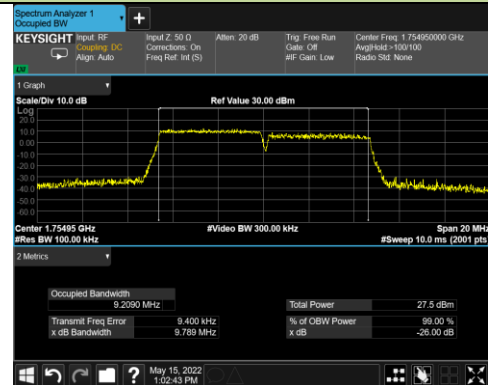 Spectrum Analyzer 1
Occupied BW
KEYSIGHT Input: RF Input Z: 50 Ω Atten: 20 dB Trig: Free Run Center Freq: 1.754950000 GHz
Coupling: DC Corrections: On Gate: Off Avg|Hold:>100/100
Align: Auto Freq Ref: Int (S) #IF Gain: Low Radio Std: None
LXI
1 Graph
Scale/Div 10.0 dB Ref Value 30.00 dBm
Log
20.0
10.0
0.00
-10.0
-20.0
-30.0
-40.0
-50.0
-60.0
Center 1.75495 GHz #Video BW 300.00 kHz Span 20 MHz
#Res BW 100.00 kHz #Sweep 10.0 ms (2001 pts)
2 Metrics
Occupied Bandwidth
9.2090 MHz Total Power 27.5 dBm
Transmit Freq Error 9.400 kHz % of OBW Power 99.00 %
x dB Bandwidth 9.789 MHz x dB -26.00 dB
May 15, 2022
1:02:43 PM